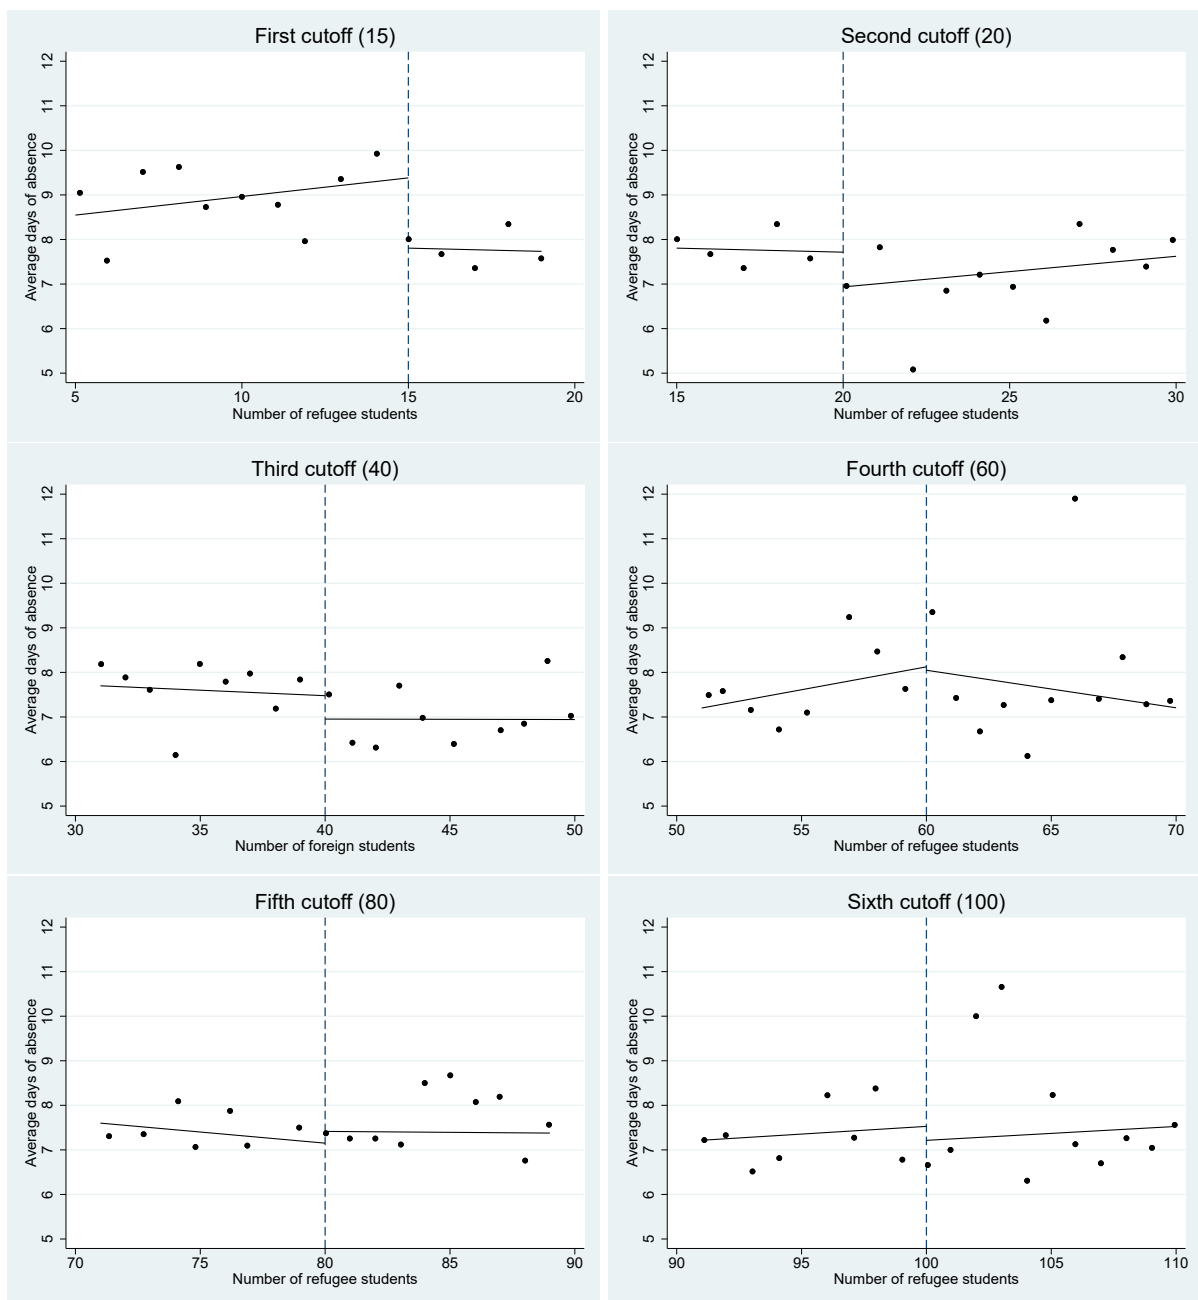 First cutoff (15)
Average days of absence
12
11
10
9
8
7
6
5
5 10 15 20
Number of refugee students
Second cutoff (20)
Average days of absence
12
11
10
9
8
7
6
5
15 20 25 30
Number of refugee students
Third cutoff (40)
Average days of absence
12
11
10
9
8
7
6
5
30 35 40 45 50
Number of foreign students
Fourth cutoff (60)
Average days of absence
12
11
10
9
8
7
6
5
50 55 60 65 70
Number of refugee students
Fifth cutoff (80)
Average days of absence
12
11
10
9
8
7
6
5
70 75 80 85 90
Number of refugee students
Sixth cutoff (100)
Average days of absence
12
11
10
9
8
7
6
5
90 95 100 105 110
Number of refugee students